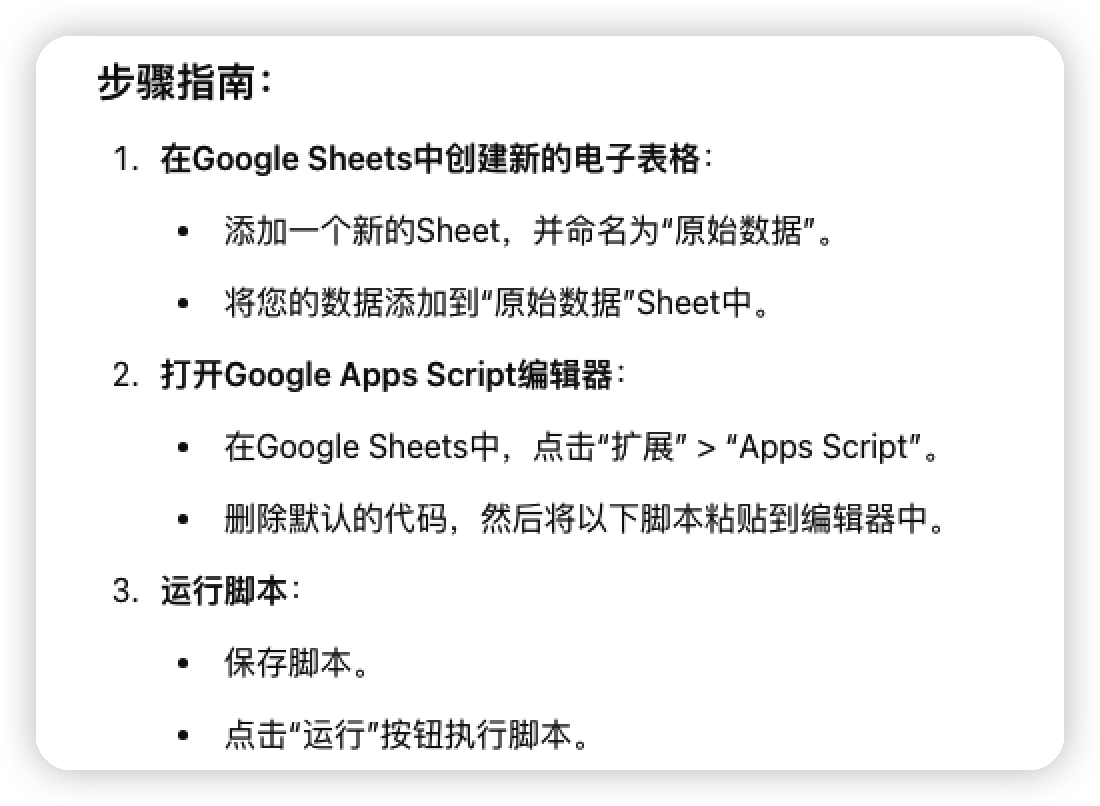 步骤指南：
1. 在Google Sheets中创建新的电子表格：
• 添加一个新的Sheet，并命名为“原始数据”。
• 将您的数据添加到“原始数据”Sheet中。
2. 打开Google Apps Script编辑器：
• 在Google Sheets中，点击“扩展” > “Apps Script”。
• 删除默认的代码，然后将以下脚本粘贴到编辑器中。
3. 运行脚本：
• 保存脚本。
• 点击“运行”按钮执行脚本。